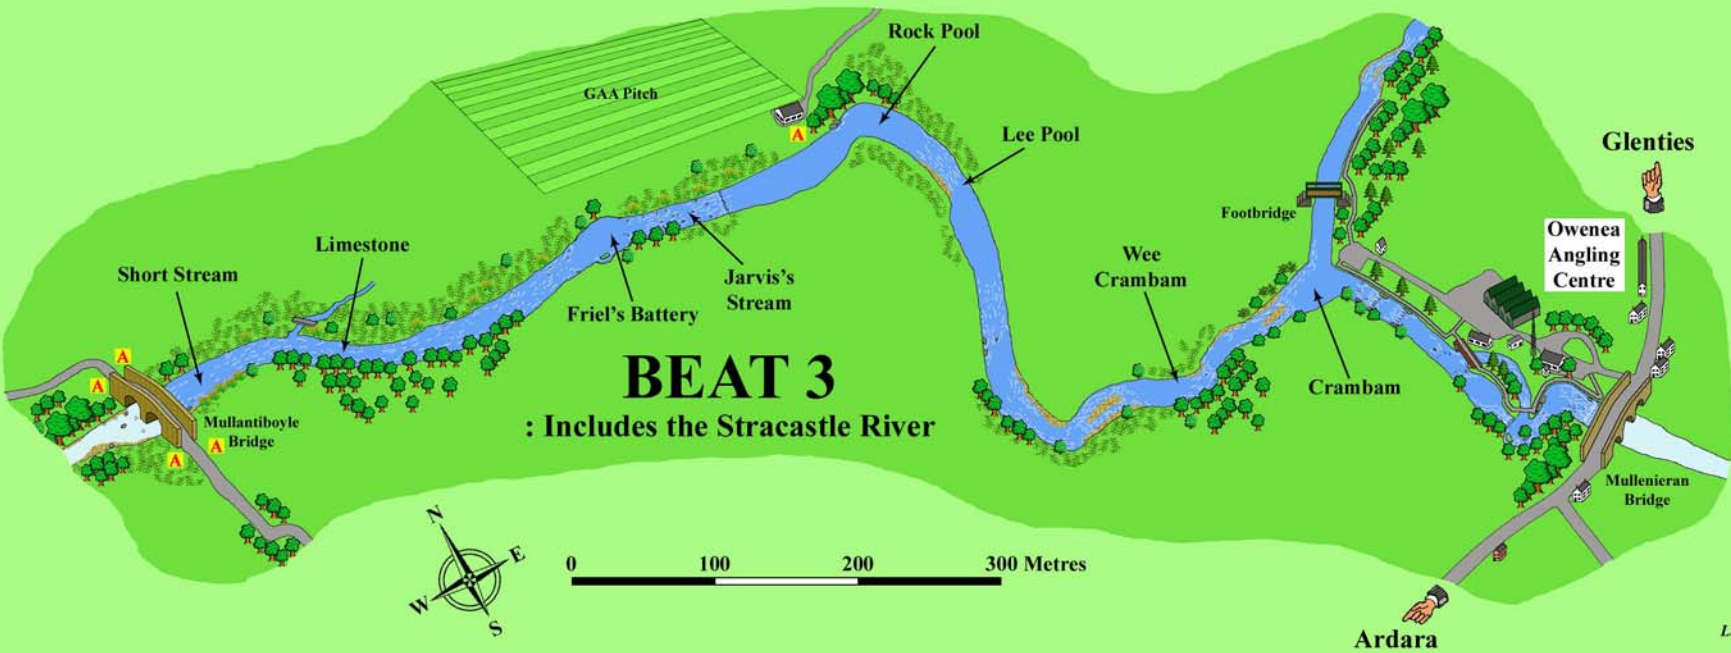 Rock Pool
GAA Pitch
A
Lee Pool
Glenties
Footbridge
Owenea
Angling
Centre
Limestone
Short Stream
Wee
Crambam
Jarvis's
Stream
Friel's Battery
A
A
BEAT 3
: Includes the Stracastle River
Crambam
Mullantiboyle
Bridge
A
A
Mullenieran
Bridge
N
E
W
S
0 100 200 300 Metres
Ardara